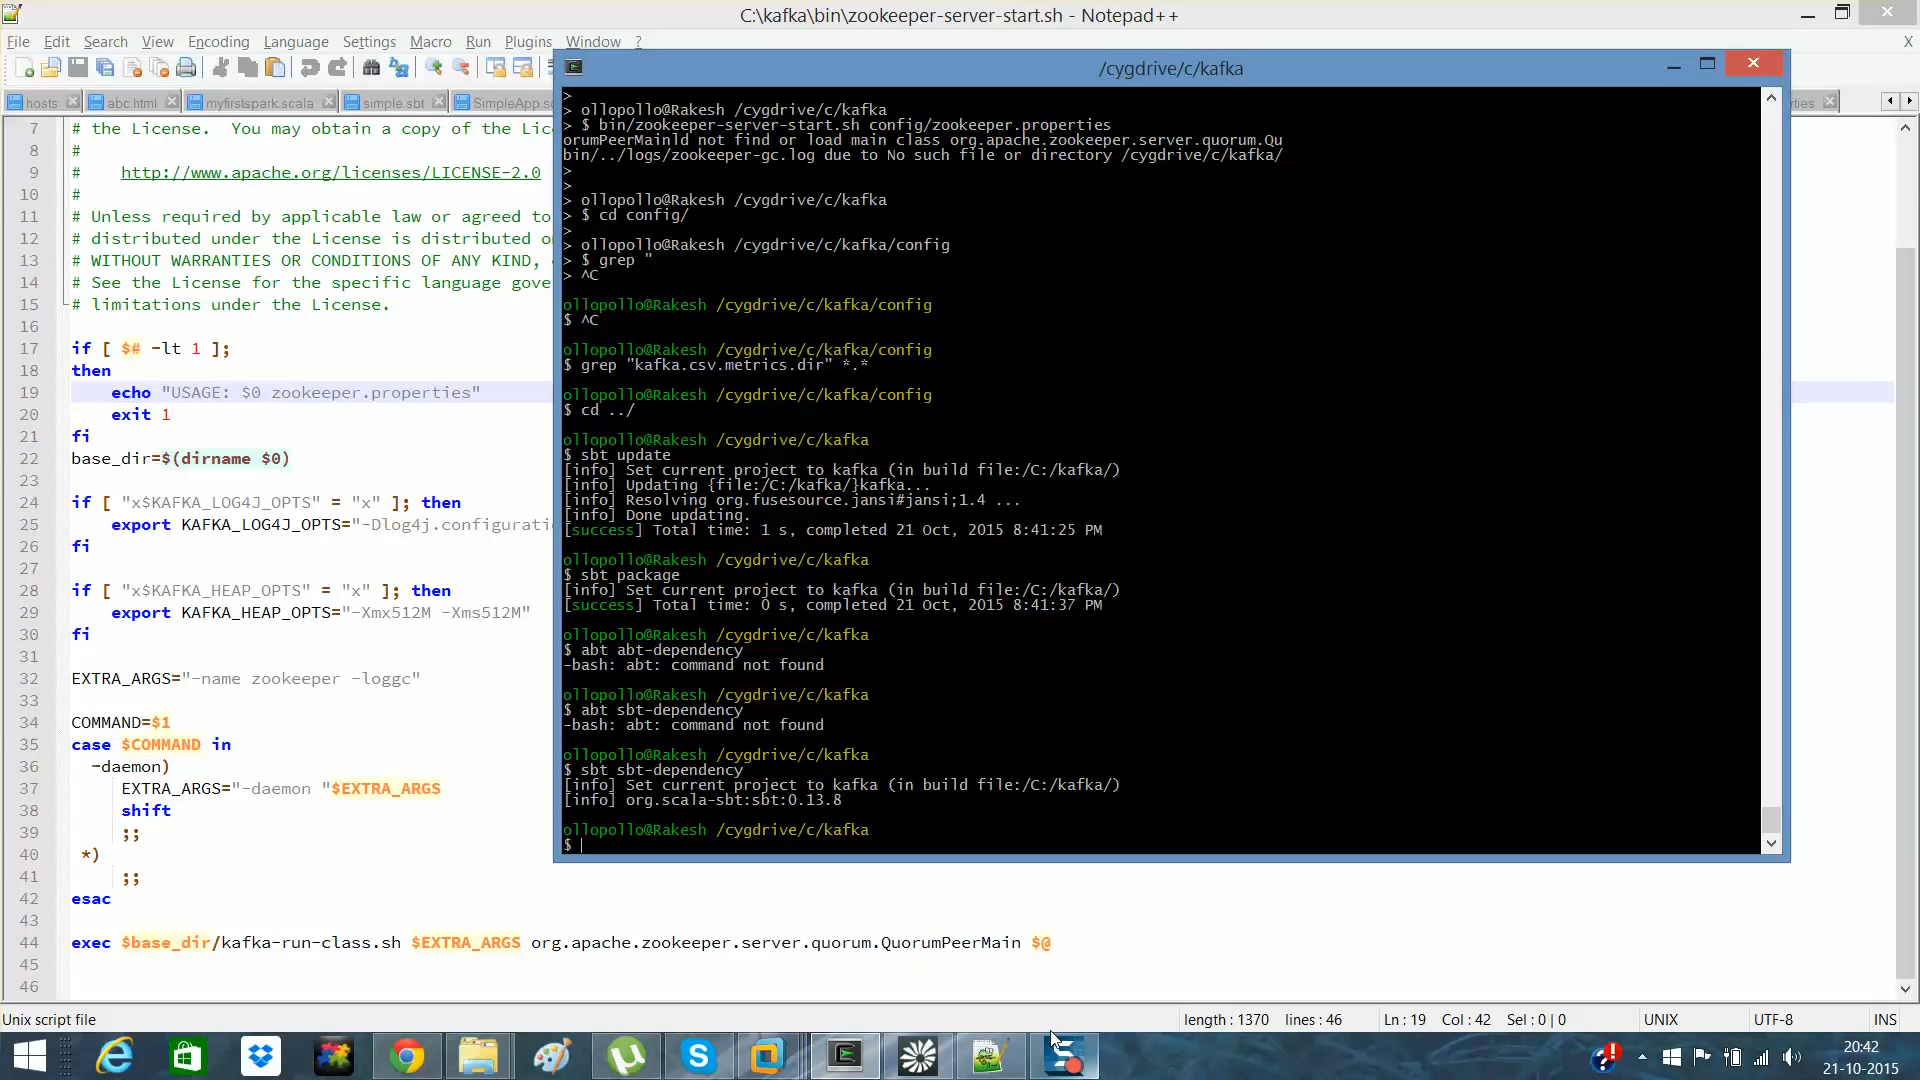 C:\kafka\bin\zookeeper-server-start.sh - Notepad++
File Edit Search View Encoding Language Settings Macro Run Plugins Window ? X
hosts abc.html myfirstspark.scala simple.sbt
7 # the License. You may obtain a copy of the
8 #
9 # http://www.apache.org/licenses/LICENSE-2.0
10 #
11 # Unless required by applicable law or agreed to
12 # distributed under the License is distributed
13 # WITHOUT WARRANTIES OR CONDITIONS OF ANY KIND,
14 # See the License for the specific language
15 # limitations under the License.
16
17 if [ $# -lt 1 ];
18 then
19 echo "USAGE: $0 zookeeper.properties"
20 exit 1
21 fi
22 base_dir=$(dirname $0)
23
24 if [ "x$KAFKA_LOG4J_OPTS" = "x" ]; then
25 export KAFKA_LOG4J_OPTS="-Dlog4j.configuratio
26 fi
27
28 if [ "x$KAFKA_HEAP_OPTS" = "x" ]; then
29 export KAFKA_HEAP_OPTS="-Xmx512M -Xms512M"
30 fi
31
32 EXTRA_ARGS="-name zookeeper -loggc"
33
34 COMMAND=$1
35 case $COMMAND in
36 -daemon)
37 EXTRA_ARGS="-daemon "$EXTRA_ARGS
38 shift
39 ;;
40 *)
41 ;;
42 esac
43
44 exec $base_dir/kafka-run-class.sh $EXTRA_ARGS org.apache.zookeeper.server.quorum.QuorumPeerMain $@
45
46
/cygdrive/c/kafka
>
> ollopollo@Rakesh /cygdrive/c/kafka
> $ bin/zookeeper-server-start.sh config/zookeeper.properties
orumPeerMainld not find or load main class org.apache.zookeeper.server.quorum.Qu
bin/../logs/zookeeper-gc.log due to No such file or directory /cygdrive/c/kafka/
>
>
> ollopollo@Rakesh /cygdrive/c/kafka
> $ cd config/
>
> ollopollo@Rakesh /cygdrive/c/kafka/config
> $ grep "
> ^C
ollopollo@Rakesh /cygdrive/c/kafka/config
$ ^C
ollopollo@Rakesh /cygdrive/c/kafka/config
$ grep "kafka.csv.metrics.dir" *.*
ollopollo@Rakesh /cygdrive/c/kafka/config
$ cd ../
ollopollo@Rakesh /cygdrive/c/kafka
$ sbt update
[info] Set current project to kafka (in build file:/C:/kafka/)
[info] Updating {file:/C:/kafka/}kafka...
[info] Resolving org.fusesource.jansi#jansi;1.4 ...
[info] Done updating.
[success] Total time: 1 s, completed 21 Oct, 2015 8:41:25 PM
ollopollo@Rakesh /cygdrive/c/kafka
$ sbt package
[info] Set current project to kafka (in build file:/C:/kafka/)
[success] Total time: 0 s, completed 21 Oct, 2015 8:41:37 PM
ollopollo@Rakesh /cygdrive/c/kafka
$ abt abt-dependency
-bash: abt: command not found
ollopollo@Rakesh /cygdrive/c/kafka
$ abt sbt-dependency
-bash: abt: command not found
ollopollo@Rakesh /cygdrive/c/kafka
$ sbt sbt-dependency
[info] Set current project to kafka (in build file:/C:/kafka/)
[info] org.scala-sbt:sbt:0.13.8
ollopollo@Rakesh /cygdrive/c/kafka
$
Unix script file length : 1370 lines : 46 Ln : 19 Col : 42 Sel : 0 | 0 UNIX UTF-8 INS
20:42
21-10-2015